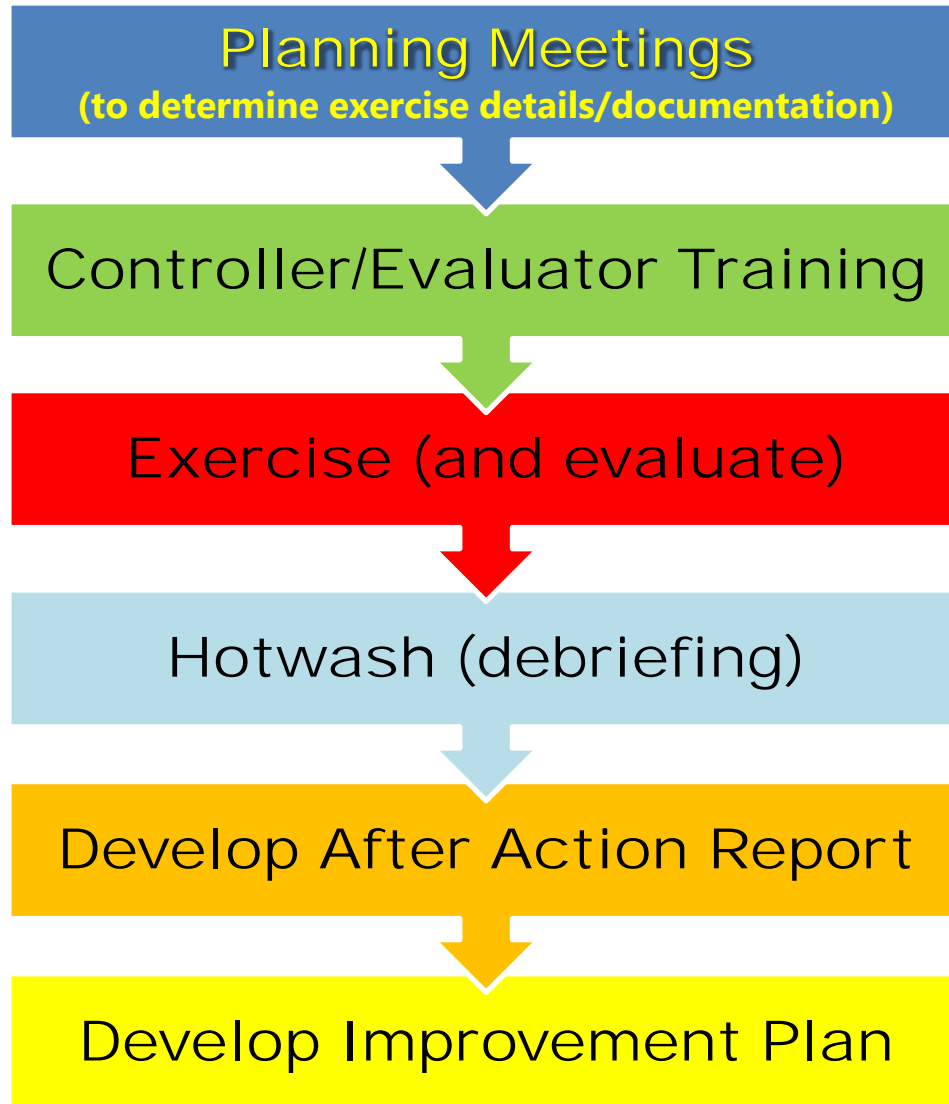 Planning Meetings
(to determine exercise details/documentation)
Controller/Evaluator Training
Exercise (and evaluate)
Hotwash (debriefing)
Develop After Action Report
Develop Improvement Plan